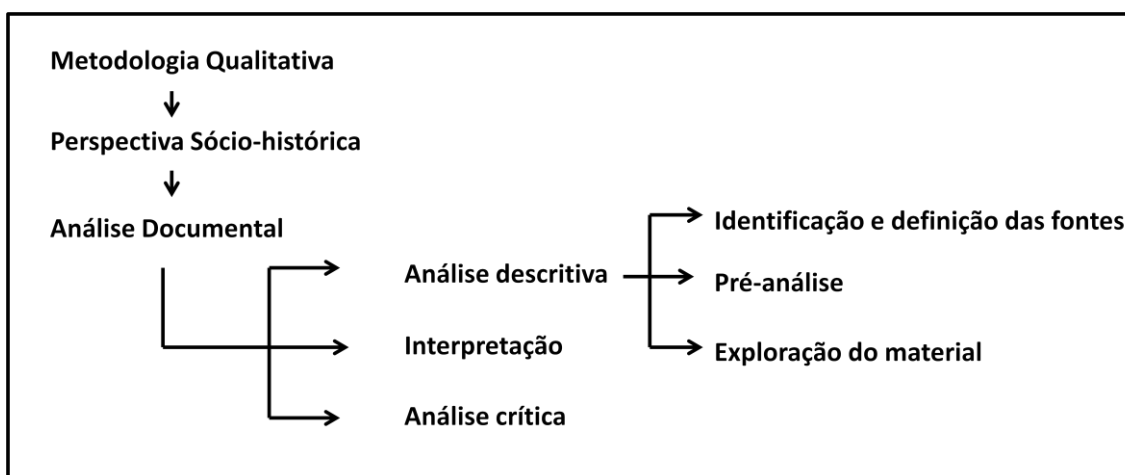 Metodologia Qualitativa
Perspectiva Sócio-histórica
Análise Documental
Análise descritiva
Interpretação
Análise crítica
Identificação e definição das fontes
Pré-análise
Exploração do material